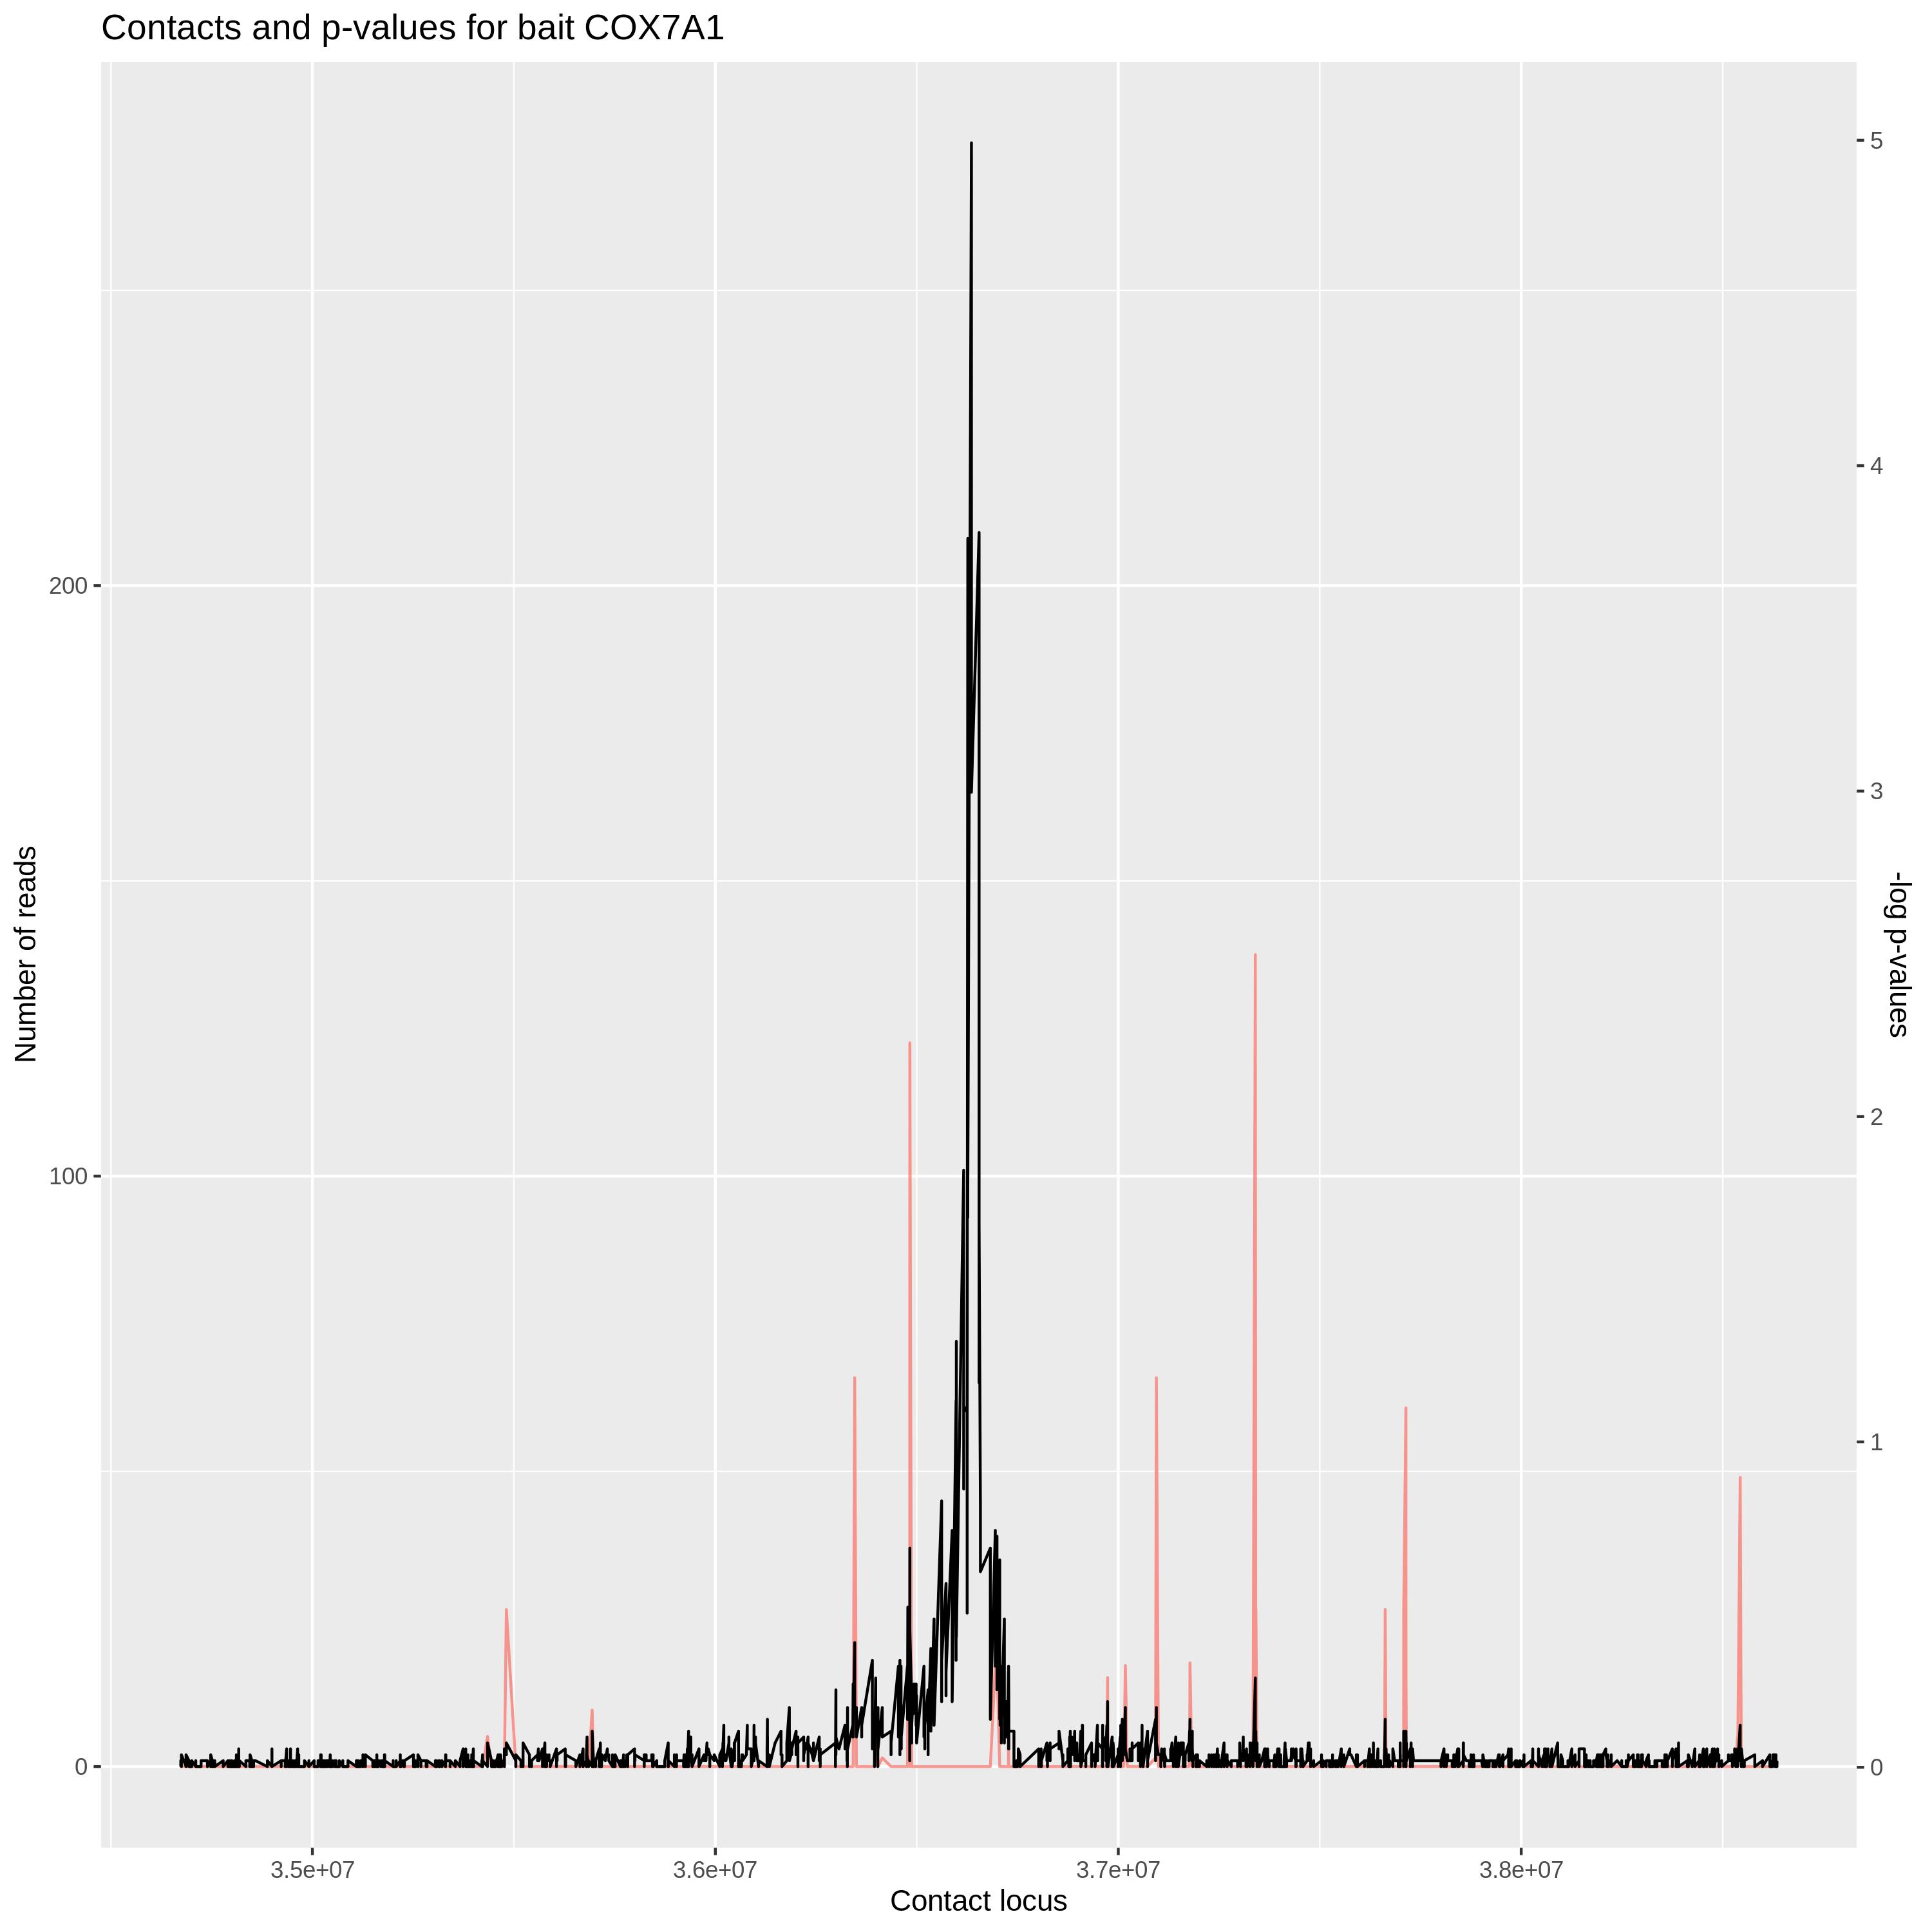 Contacts and p-values for bait COX7A1
Number of reads
200
100
0
5
4
3
2
1
0
-log p-values
3.5e+07
3.6e+07
3.7e+07
3.8e+07
Contact locus